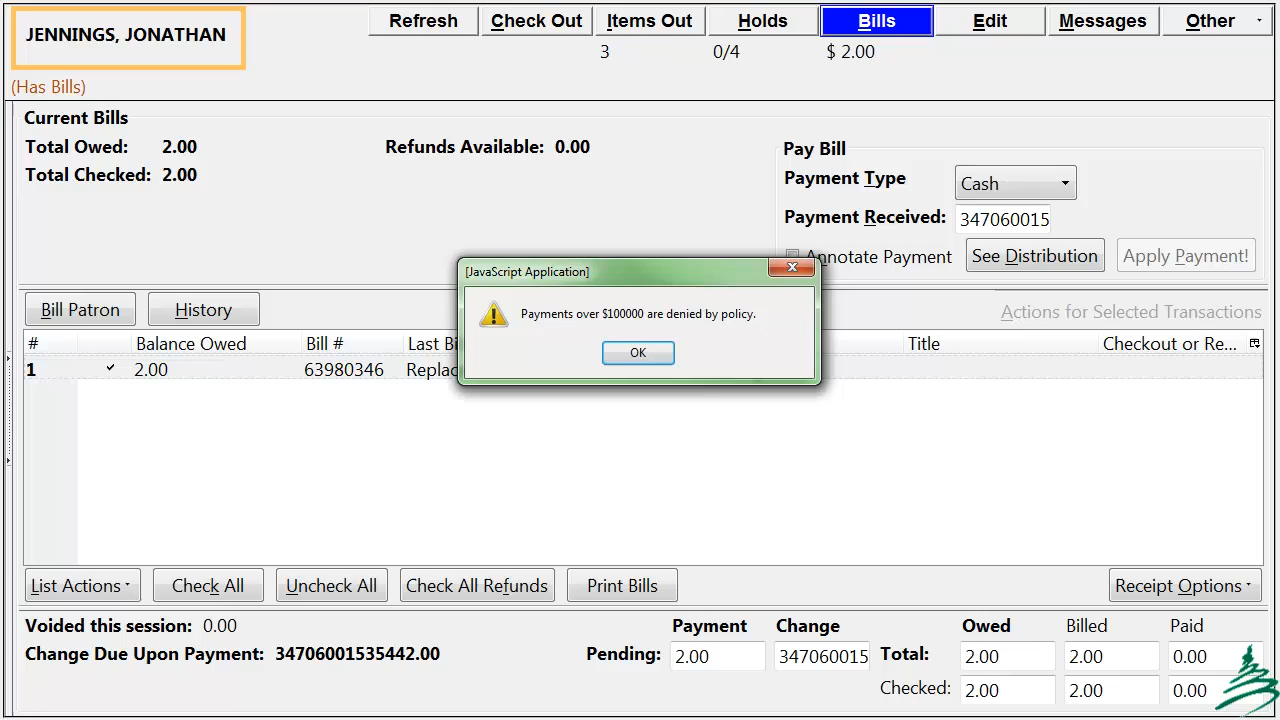 JENNINGS, JONATHAN
Refresh Check Out Items Out Holds Bills Edit Messages Other
3 0/4 $ 2.00
(Has Bills)
Current Bills
Total Owed: 2.00 Refunds Available: 0.00
Total Checked: 2.00
Pay Bill
Payment Type Cash
Payment Received: 347060015
Annotate Payment See Distribution Apply Payment!
[JavaScript Application]
Payments over $100000 are denied by policy.
OK
Bill Patron History Actions for Selected Transactions
# Balance Owed Bill # Last Bi Title Checkout or Re...
1 2.00 63980346 Replac
List Actions Check All Uncheck All Check All Refunds Print Bills Receipt Options
Voided this session: 0.00 Payment Change Owed Billed Paid
Change Due Upon Payment: 34706001535442.00 Pending: 2.00 347060015 Total: 2.00 2.00 0.00
Checked: 2.00 2.00 0.00